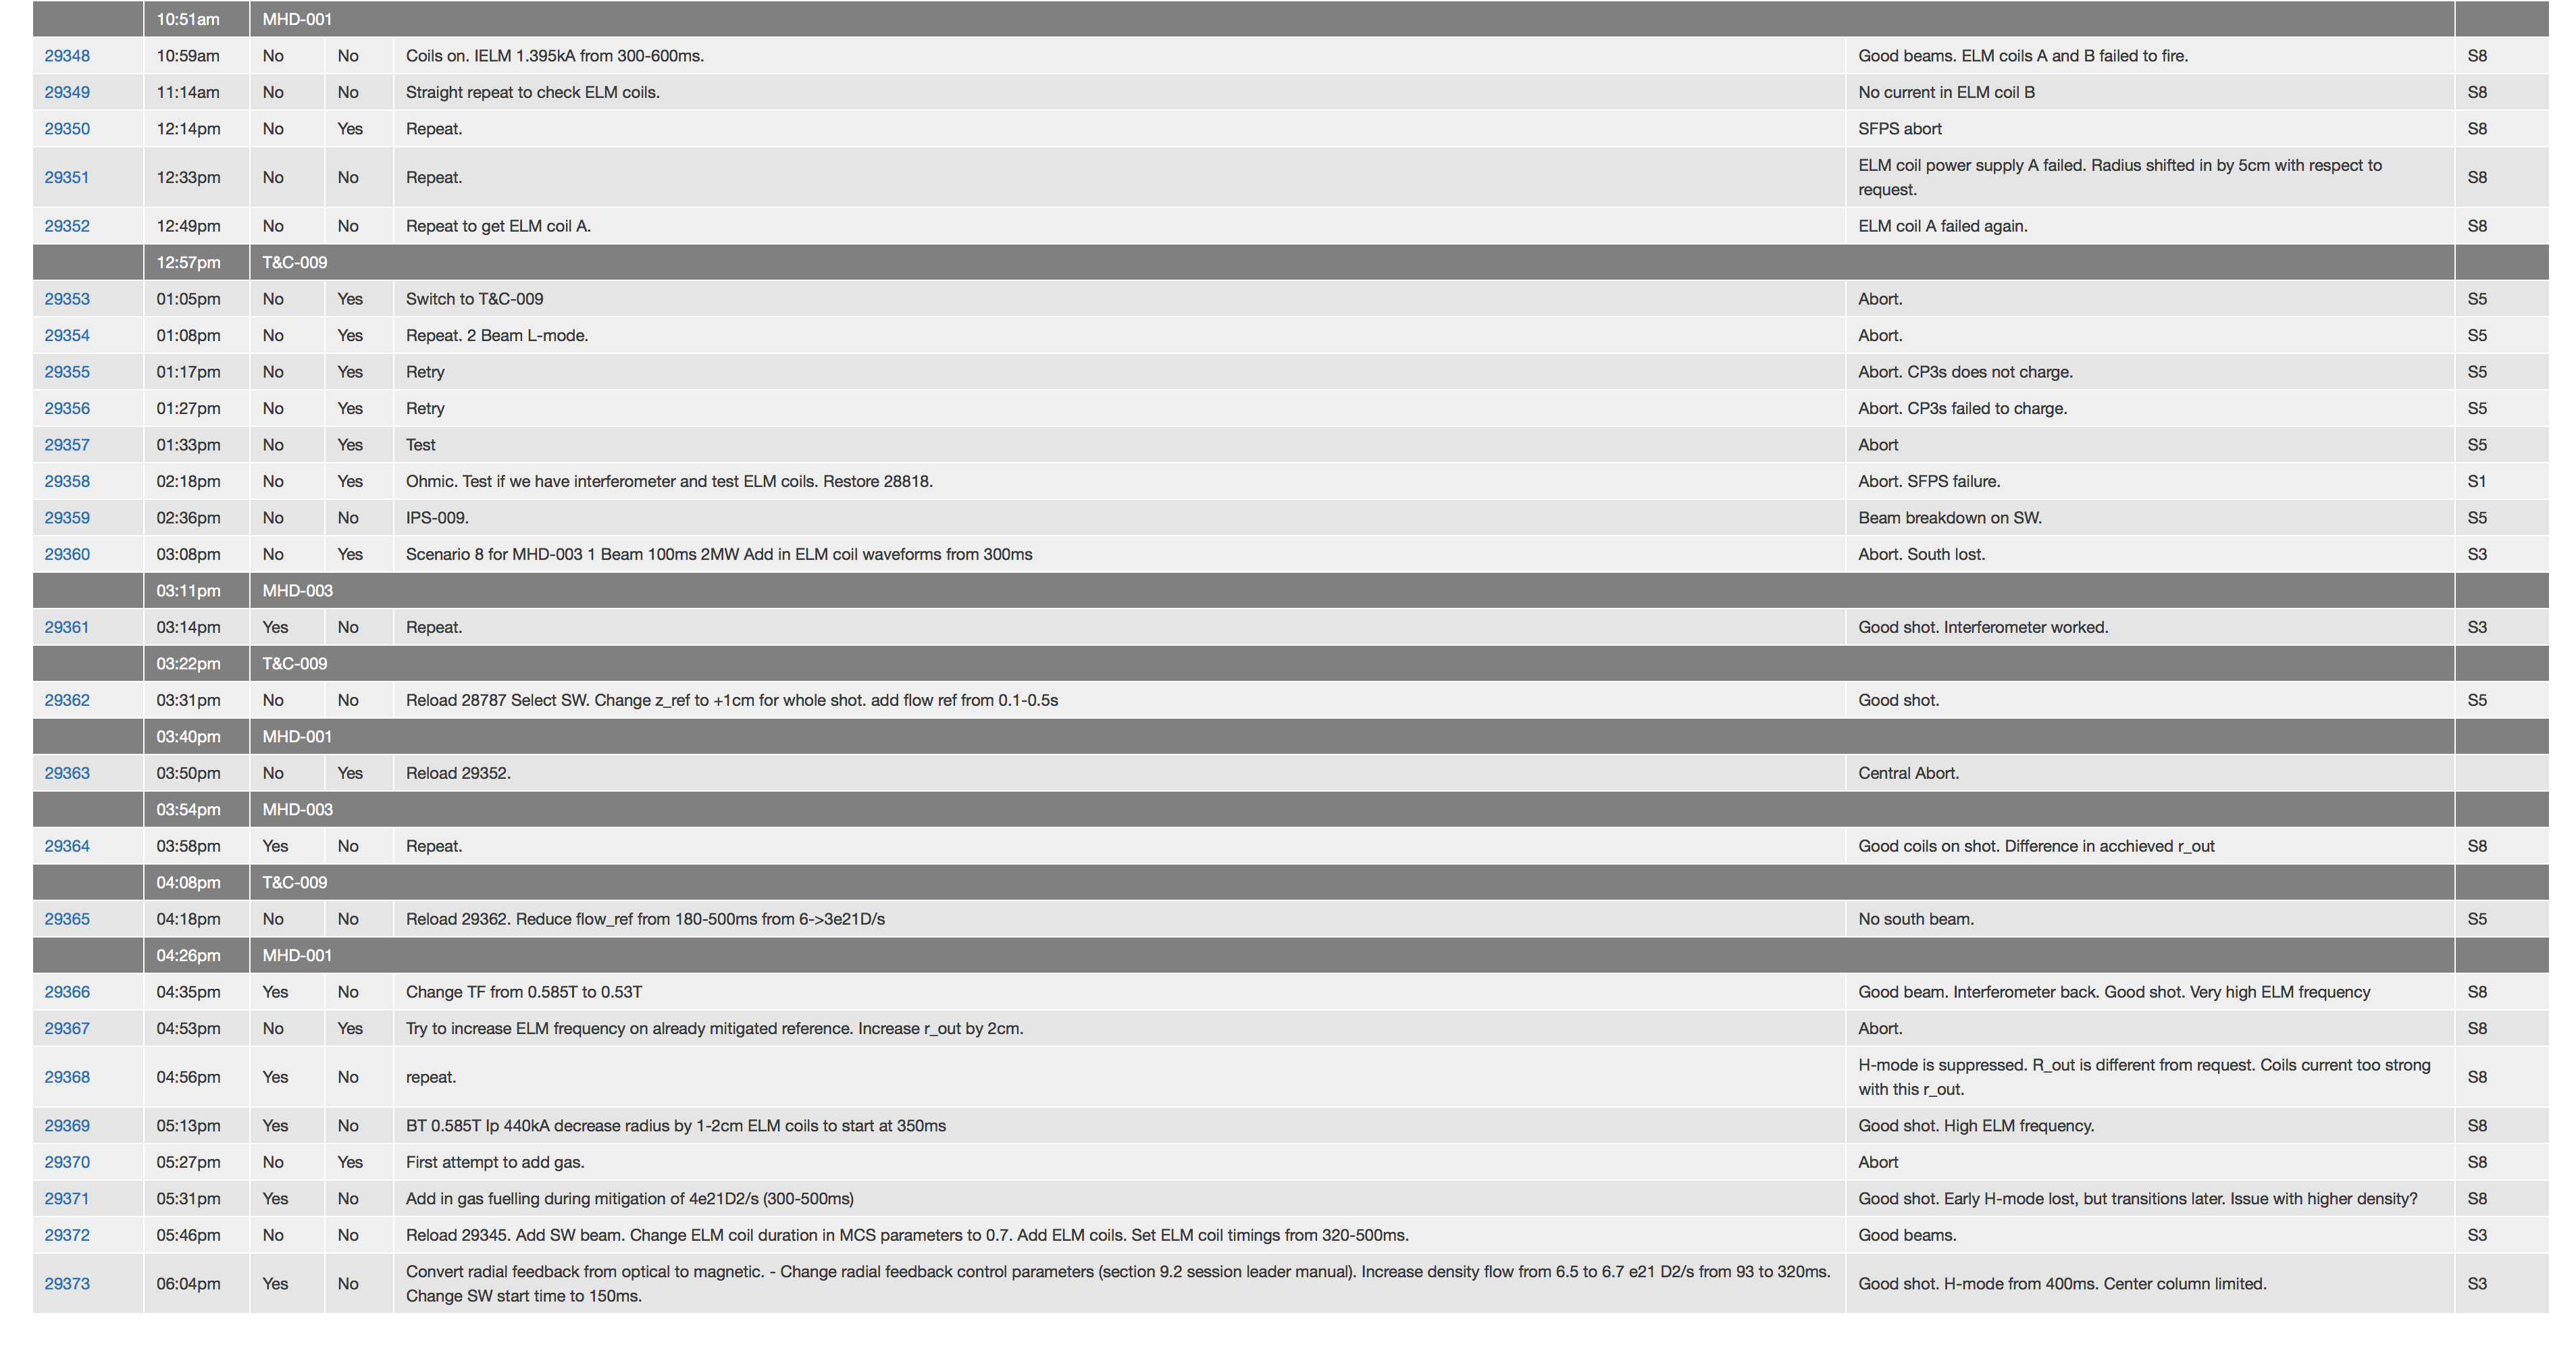 10:51am MHD-001
29348 10:59am No No Coils on. IELM 1.395kA from 300-600ms. Good beams. ELM coils A and B failed to fire. S8
29349 11:14am No No Straight repeat to check ELM coils. No current in ELM coil B S8
29350 12:14pm No Yes Repeat. SFPS abort S8
29351 12:33pm No No Repeat. ELM coil power supply A failed. Radius shifted in by 5cm with respect to
request. S8
29352 12:49pm No No Repeat to get ELM coil A. ELM coil A failed again. S8
12:57pm T&C-009
29353 01:05pm No Yes Switch to T&C-009 Abort. S5
29354 01:08pm No Yes Repeat. 2 Beam L-mode. Abort. S5
29355 01:17pm No Yes Retry Abort. CP3s does not charge. S5
29356 01:27pm No Yes Retry Abort. CP3s failed to charge. S5
29357 01:33pm No Yes Test Abort S5
29358 02:18pm No Yes Ohmic. Test if we have interferometer and test ELM coils. Restore 28818. Abort. SFPS failure. S1
29359 02:36pm No No IPS-009. Beam breakdown on SW. S5
29360 03:08pm No Yes Scenario 8 for MHD-003 1 Beam 100ms 2MW Add in ELM coil waveforms from 300ms Abort. South lost. S3
03:11pm MHD-003
29361 03:14pm Yes No Repeat. Good shot. Interferometer worked. S3
03:22pm T&C-009
29362 03:31pm No No Reload 28787 Select SW. Change z_ref to +1cm for whole shot. add flow ref from 0.1-0.5s Good shot. S5
03:40pm MHD-001
29363 03:50pm No Yes Reload 29352. Central Abort.
03:54pm MHD-003
29364 03:58pm Yes No Repeat. Good coils on shot. Difference in acchieved r_out S8
04:08pm T&C-009
29365 04:18pm No No Reload 29362. Reduce flow_ref from 180-500ms from 6->3e21D/s No south beam. S5
04:26pm MHD-001
29366 04:35pm Yes No Change TF from 0.585T to 0.53T Good beam. Interferometer back. Good shot. Very high ELM frequency S8
29367 04:53pm No Yes Try to increase ELM frequency on already mitigated reference. Increase r_out by 2cm. Abort. S8
29368 04:56pm Yes No repeat. H-mode is suppressed. R_out is different from request. Coils current too strong
with this r_out. S8
29369 05:13pm Yes No BT 0.585T Ip 440kA decrease radius by 1-2cm ELM coils to start at 350ms Good shot. High ELM frequency. S8
29370 05:27pm No Yes First attempt to add gas. Abort S8
29371 05:31pm Yes No Add in gas fuelling during mitigation of 4e21D2/s (300-500ms) Good shot. Early H-mode lost, but transitions later. Issue with higher density? S8
29372 05:46pm No No Reload 29345. Add SW beam. Change ELM coil duration in MCS parameters to 0.7. Add ELM coils. Set ELM coil timings from 320-500ms. Good beams. S3
29373 06:04pm Yes No Convert radial feedback from optical to magnetic. - Change radial feedback control parameters (section 9.2 session leader manual). Increase density flow from 6.5 to 6.7 e21 D2/s from 93 to 320ms.
Change SW start time to 150ms. Good shot. H-mode from 400ms. Center column limited. S3